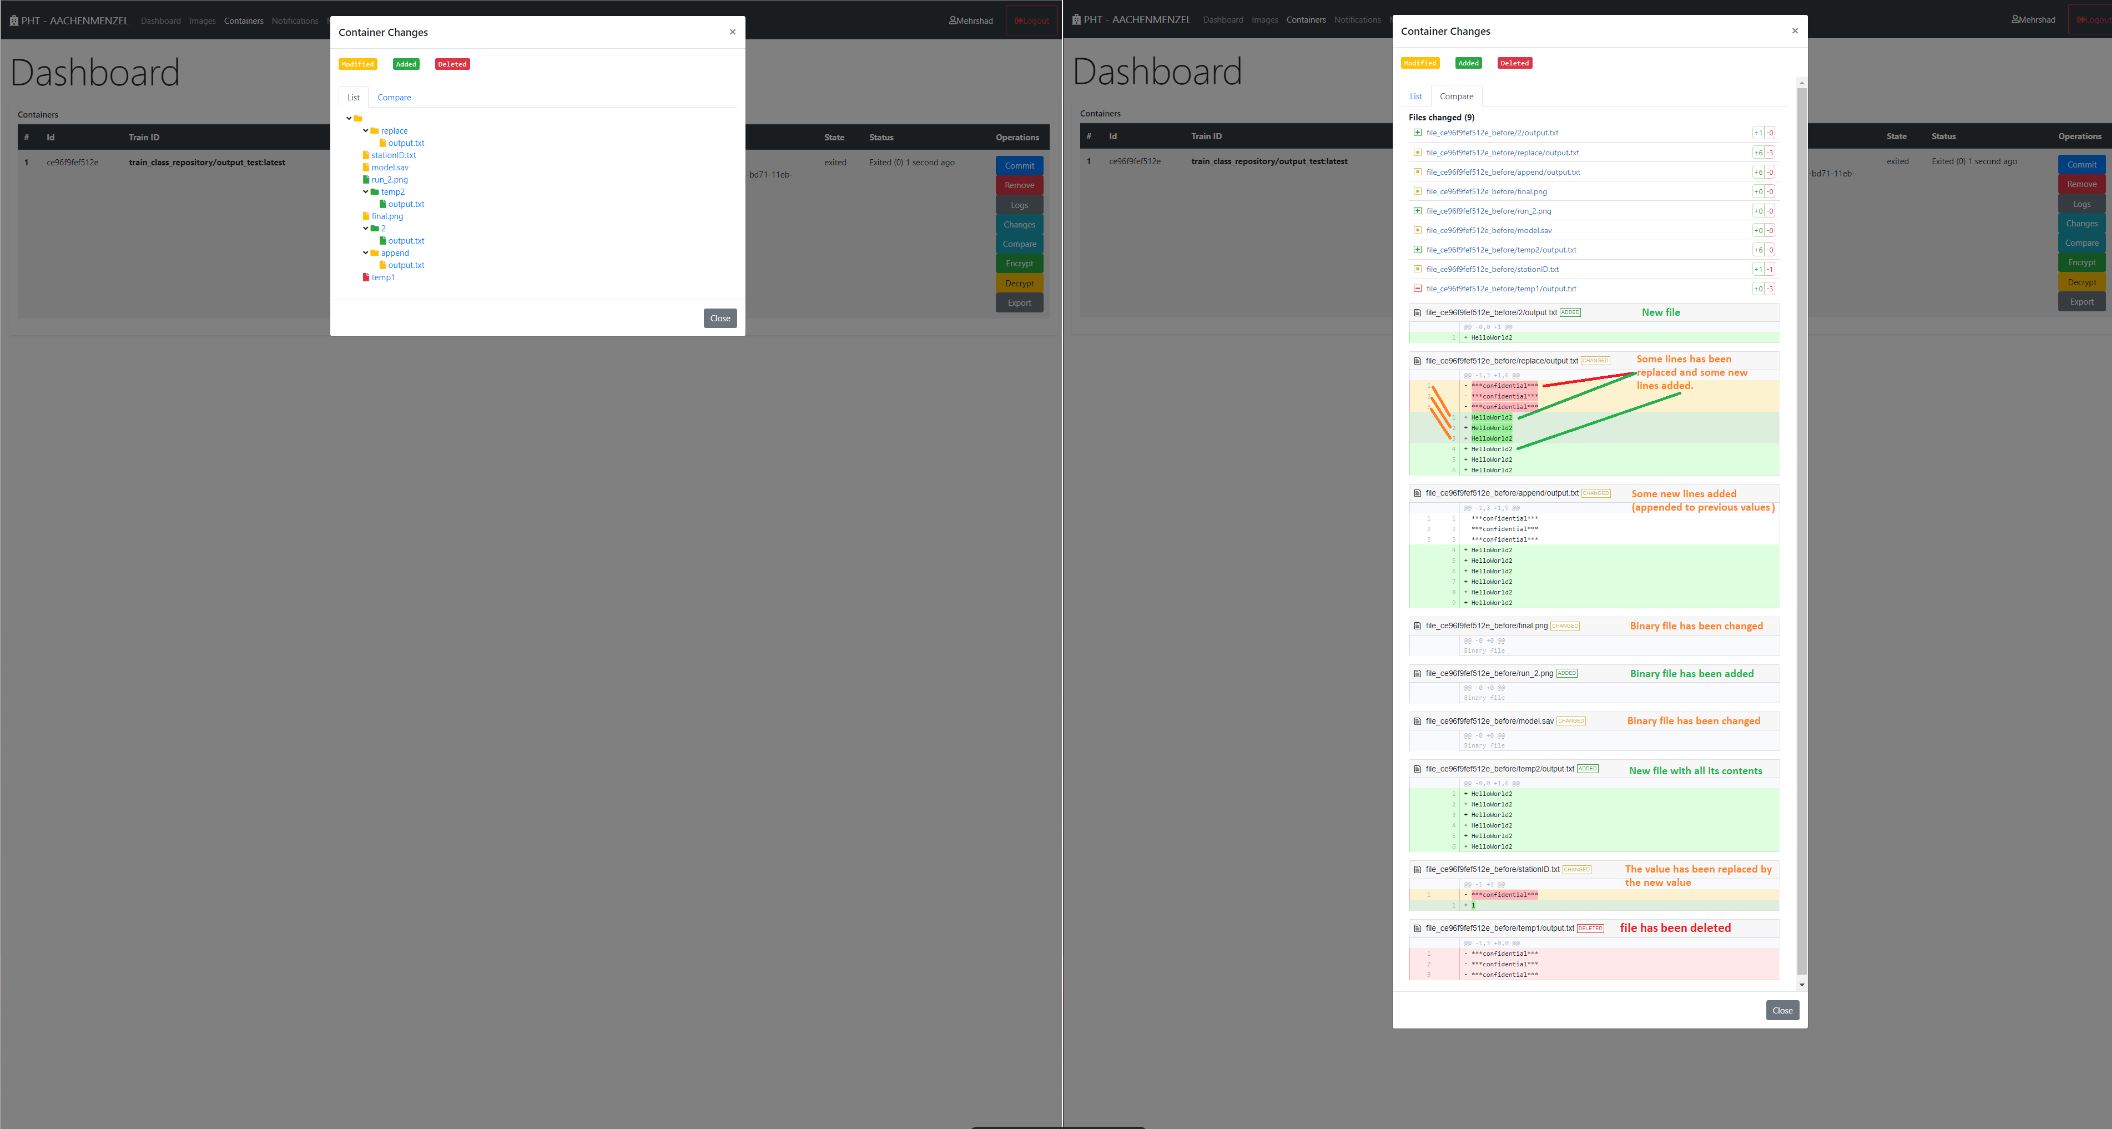 PHT - AACHENMENZEL Dashboard Images Containers Notifications Mehrshad Logout
Container Changes ×
Modified Added Deleted
Dashboard
List Compare
Containers
# Id Train ID State Status Operations
1 ce96f9fef512e train_class_repository/output_test:latest exited Exited (0) 1 second ago
-bd71-11eb-
Commit
Remove
Logs
Changes
Compare
Encrypt
Decrypt
Export
replace
output.txt
stationID.txt
model.sav
run_2.png
temp2
output.txt
final.png
2
output.txt
append
output.txt
temp1
Close
PHT - AACHENMENZEL Dashboard Images Containers Notifications Mehrshad Logout
Container Changes ×
Modified Added Deleted
Dashboard
List Compare
Containers
# Id Train ID State Status Operations
1 ce96f9fef512e train_class_repository/output_test:latest exited Exited (0) 1 second ago
-bd71-11eb-
Commit
Remove
Logs
Changes
Compare
Encrypt
Decrypt
Export
Files changed (9)
file_ce96f9fef512e_before/2/output.txt +1 -0
file_ce96f9fef512e_before/replace/output.txt +6 -3
file_ce96f9fef512e_before/append/output.txt +6 -0
file_ce96f9fef512e_before/final.png +0 -0
file_ce96f9fef512e_before/run_2.png +0 -0
file_ce96f9fef512e_before/model.sav +0 -0
file_ce96f9fef512e_before/temp2/output.txt +6 -0
file_ce96f9fef512e_before/stationID.txt +1 -1
file_ce96f9fef512e_before/temp1/output.txt +0 -3
file_ce96f9fef512e_before/2/output.txt ADDED New file
@@ -0,0 +1 @@
1 + HelloWorld2
file_ce96f9fef512e_before/replace/output.txt CHANGED Some lines has been
replaced and some new
lines added.
@@ -1,3 +1,6 @@
- ***confidential***
- ***confidential***
- ***confidential***
+ HelloWorld2
2 + HelloWorld2
3 + HelloWorld2
4 + HelloWorld2
5 + HelloWorld2
6 + HelloWorld2
file_ce96f9fef512e_before/append/output.txt CHANGED Some new lines added
(appended to previous values )
@@ -1,3 +1,9 @@
1 1 ***confidential***
2 2 ***confidential***
3 3 ***confidential***
4 + HelloWorld2
5 + HelloWorld2
6 + HelloWorld2
7 + HelloWorld2
8 + HelloWorld2
9 + HelloWorld2
file_ce96f9fef512e_before/final.png CHANGED Binary file has been changed
@@ -0 +0 @@
Binary file
file_ce96f9fef512e_before/run_2.png ADDED Binary file has been added
@@ -0 +0 @@
Binary file
file_ce96f9fef512e_before/model.sav CHANGED Binary file has been changed
@@ -0 +0 @@
Binary file
file_ce96f9fef512e_before/temp2/output.txt ADDED New file with all its contents
@@ -0,0 +1,6 @@
1 + HelloWorld2
2 + HelloWorld2
3 + HelloWorld2
4 + HelloWorld2
5 + HelloWorld2
6 + HelloWorld2
file_ce96f9fef512e_before/stationID.txt CHANGED The value has been replaced by
the new value
@@ -1 +1 @@
1 - ***confidential***
1 + 1
file_ce96f9fef512e_before/temp1/output.txt DELETED file has been deleted
@@ -1,3 +0,0 @@
1 - ***confidential***
2 - ***confidential***
3 - ***confidential***
Close